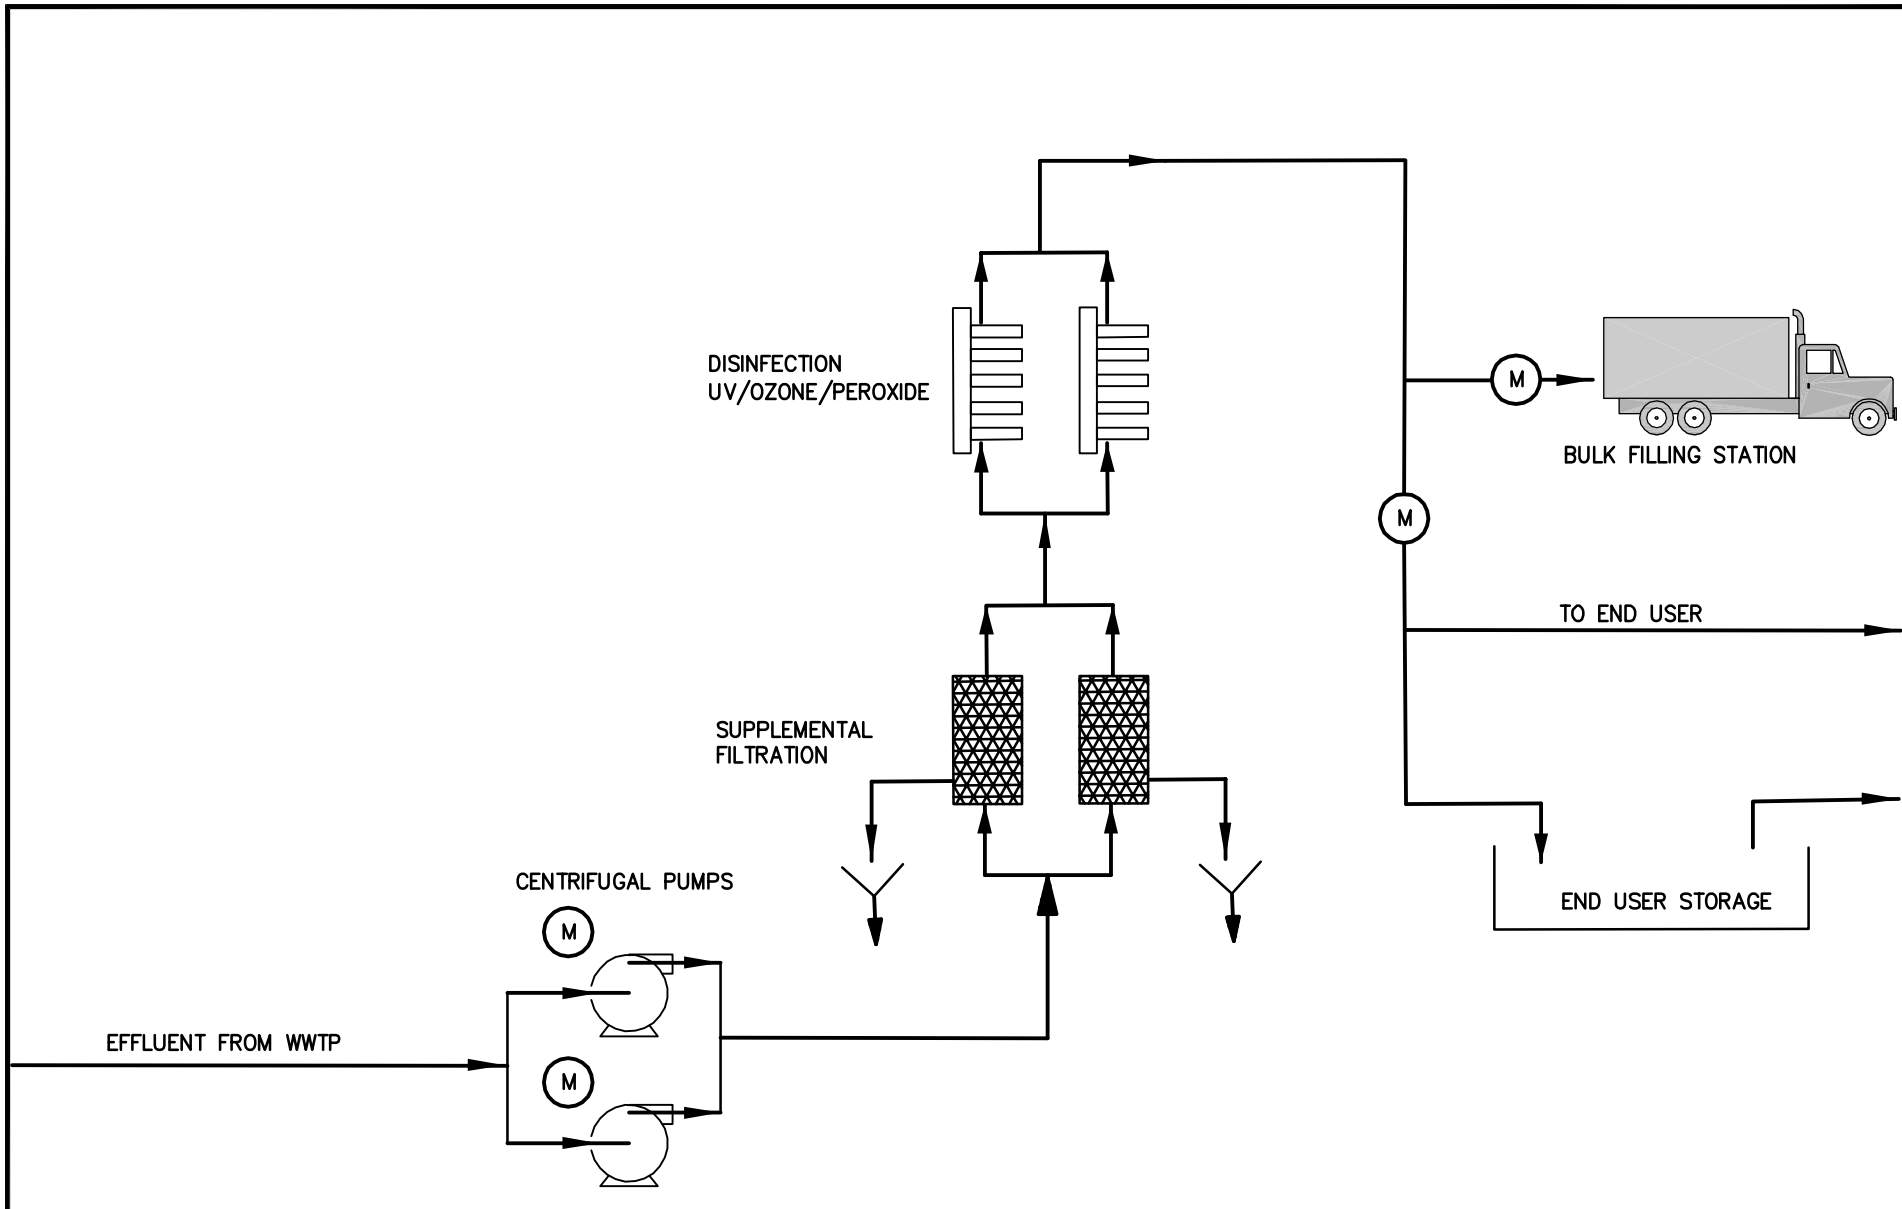 DISINFECTION
UV/OZONE/PEROXIDE
M
BULK FILLING STATION
M
TO END USER
SUPPLEMENTAL
FILTRATION
CENTRIFUGAL PUMPS
M
END USER STORAGE
EFFLUENT FROM WWTP
M